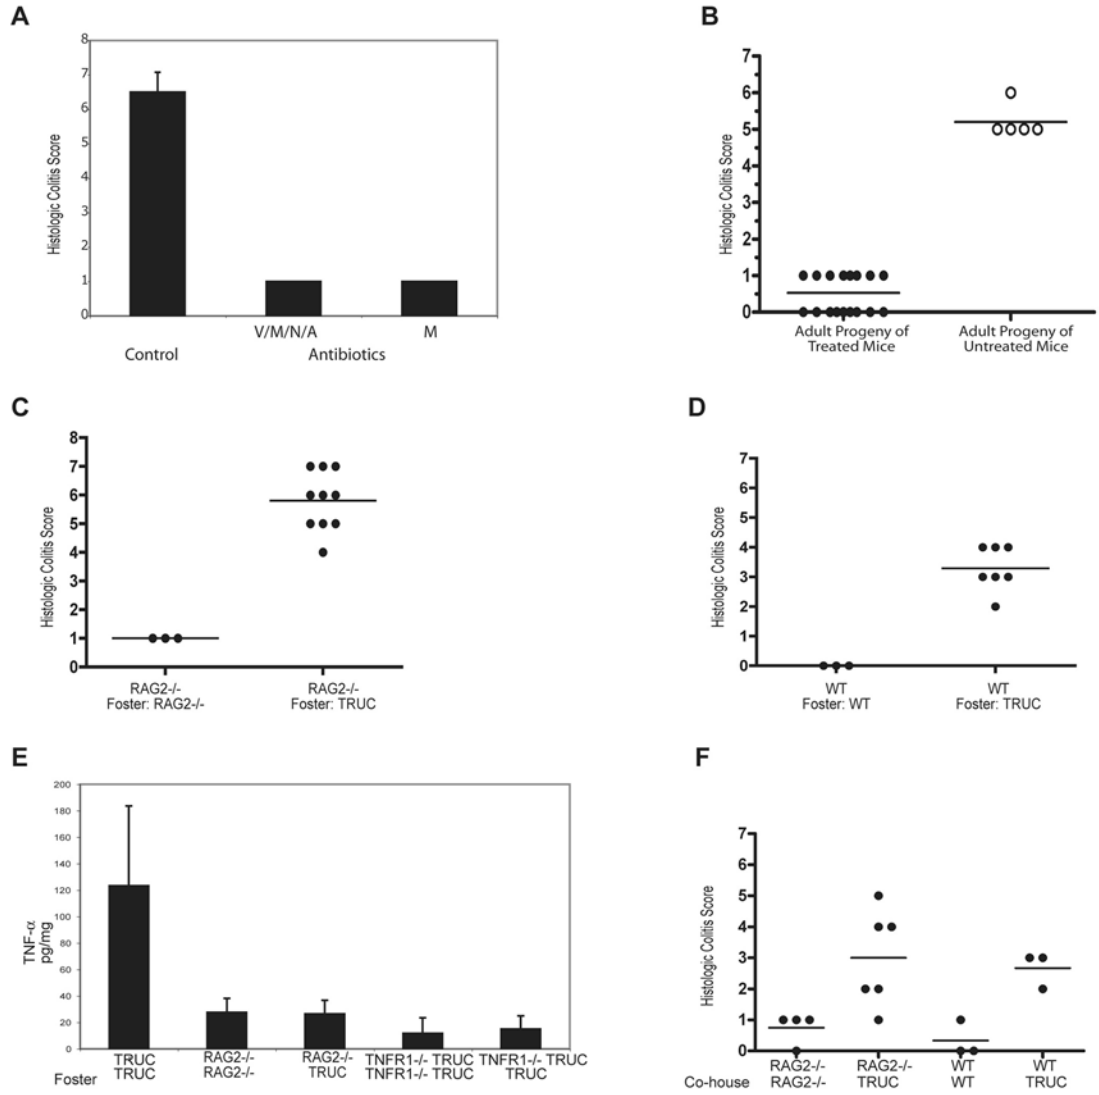 A
Histologic Colitis Score
8
7
6
5
4
3
2
1
0
V/M/N/A M
Control Antibiotics
B
Histologic Colitis Score
7
6
5
4
3
2
1
0
Adult Progeny of Adult Progeny of
Treated Mice Untreated Mice
C
Histologic Colitis Score
8
7
6
5
4
3
2
1
0
RAG2-/- RAG2-/-
Foster: RAG2-/- Foster: TRUC
D
Histologic Colitis Score
7
6
5
4
3
2
1
0
WT WT
Foster: WT Foster: TRUC
E
TNF-α
pg/mg
200
180
160
140
120
100
80
60
40
20
0
TRUC RAG2-/- RAG2-/- TNFR1-/- TRUC TNFR1-/- TRUC
Foster TRUC RAG2-/- TRUC TNFR1-/- TRUC TRUC
F
Histologic Colitis Score
7
6
5
4
3
2
1
0
RAG2-/- RAG2-/- WT WT
Co-house RAG2-/- TRUC WT TRUC